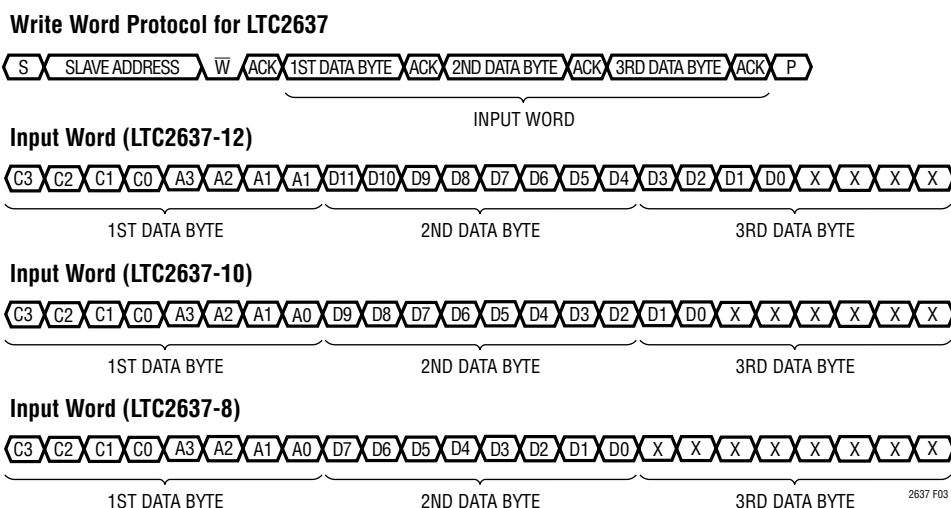 Write Word Protocol for LTC2637
S SLAVE ADDRESS W ACK 1ST DATA BYTE ACK 2ND DATA BYTE ACK 3RD DATA BYTE ACK P
INPUT WORD
Input Word (LTC2637-12)
C3 C2 C1 C0 A3 A2 A1 A1 D11 D10 D9 D8 D7 D6 D5 D4 D3 D2 D1 D0 X X X X
1ST DATA BYTE 2ND DATA BYTE 3RD DATA BYTE
Input Word (LTC2637-10)
C3 C2 C1 C0 A3 A2 A1 A0 D9 D8 D7 D6 D5 D4 D3 D2 D1 D0 X X X X X X
1ST DATA BYTE 2ND DATA BYTE 3RD DATA BYTE
Input Word (LTC2637-8)
C3 C2 C1 C0 A3 A2 A1 A0 D7 D6 D5 D4 D3 D2 D1 D0 X X X X X X X X
1ST DATA BYTE 2ND DATA BYTE 3RD DATA BYTE 2637 F03